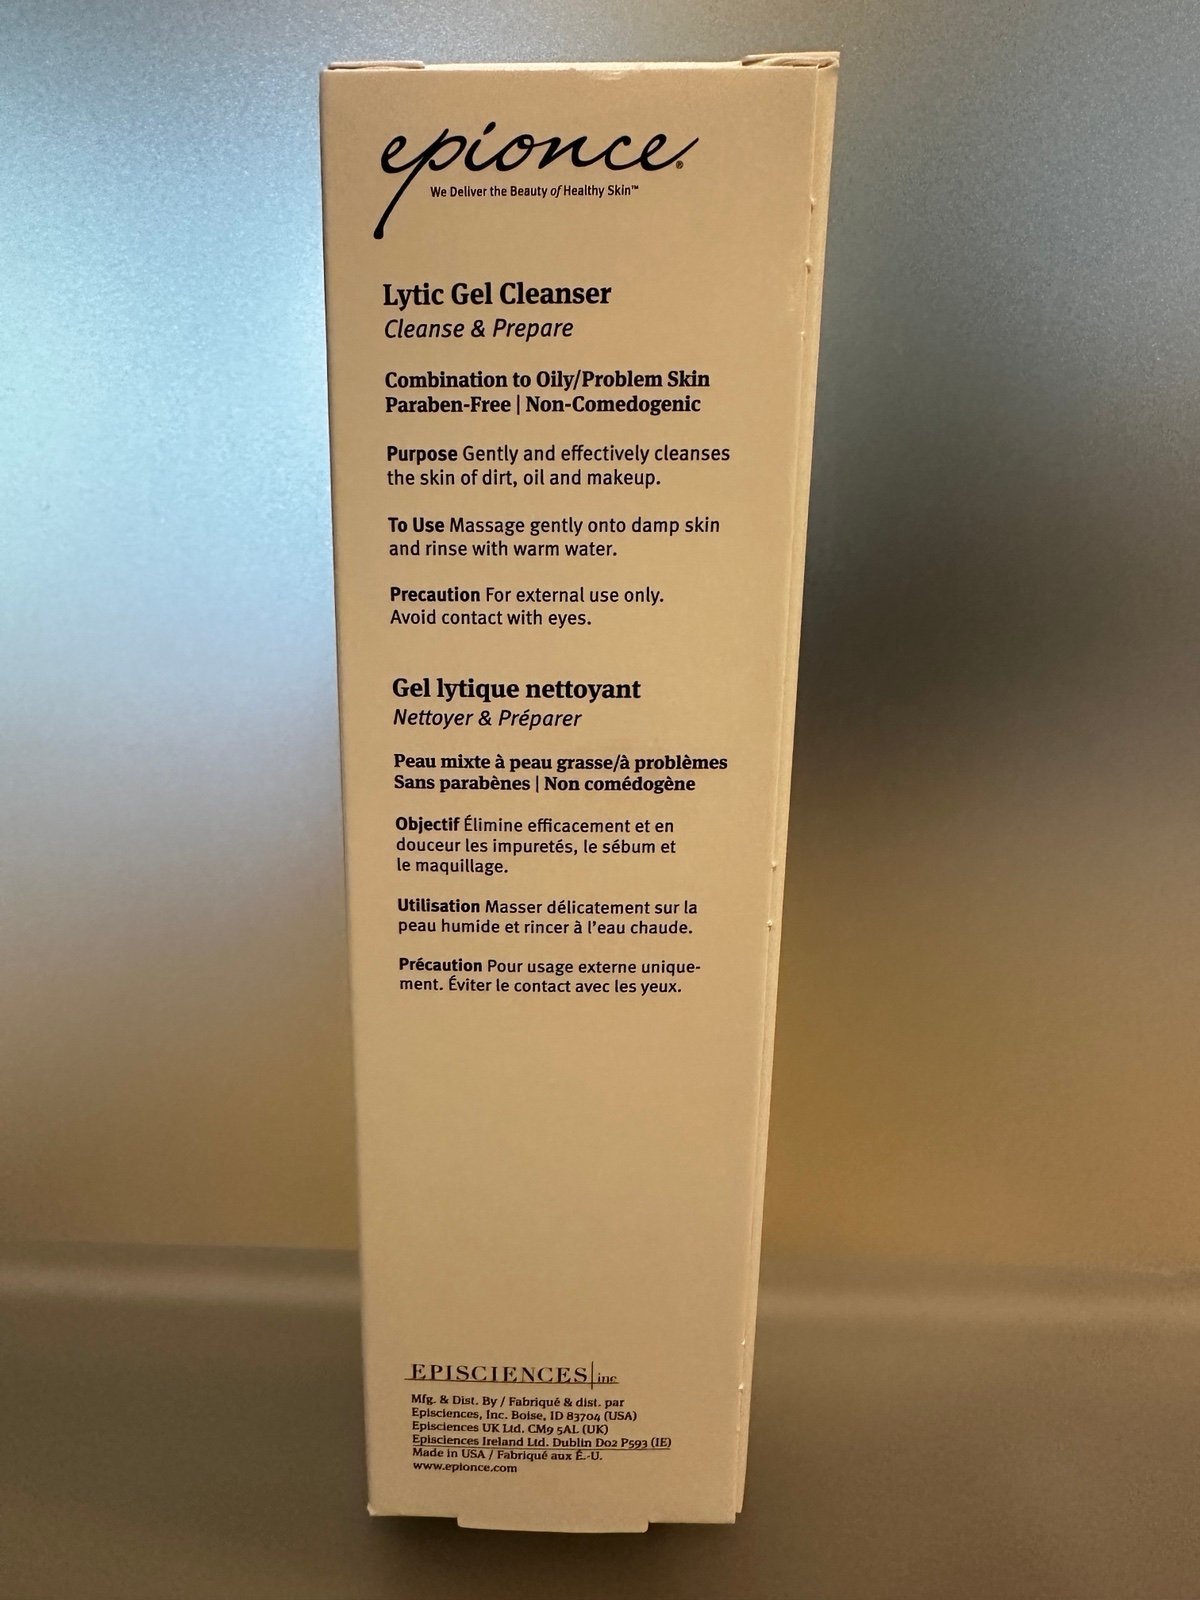 epionce®
We Deliver the Beauty of Healthy Skin™
Lytic Gel Cleanser
Cleanse & Prepare
Combination to Oily/Problem Skin
Paraben-Free | Non-Comedogenic
Purpose Gently and effectively cleanses
the skin of dirt, oil and makeup.
To Use Massage gently onto damp skin
and rinse with warm water.
Precaution For external use only.
Avoid contact with eyes.
Gel lytique nettoyant
Nettoyer & Préparer
Peau mixte à peau grasse/à problèmes
Sans parabènes | Non comédogène
Objectif Élimine efficacement et en
douceur les impuretés, le sébum et
le maquillage.
Utilisation Masser délicatement sur la
peau humide et rincer à l'eau chaude.
Précaution Pour usage externe unique-
ment. Éviter le contact avec les yeux.
EPISCIENCES inc
Mfg. & Dist. By / Fabriqué & dist. par
Episciences, Inc. Boise, ID 83704 (USA)
Episciences UK Ltd. CM9 5AL (UK)
Episciences Ireland Ltd. Dublin D02 P593 (IE)
Made in USA / Fabriqué aux É.-U.
www.epionce.com